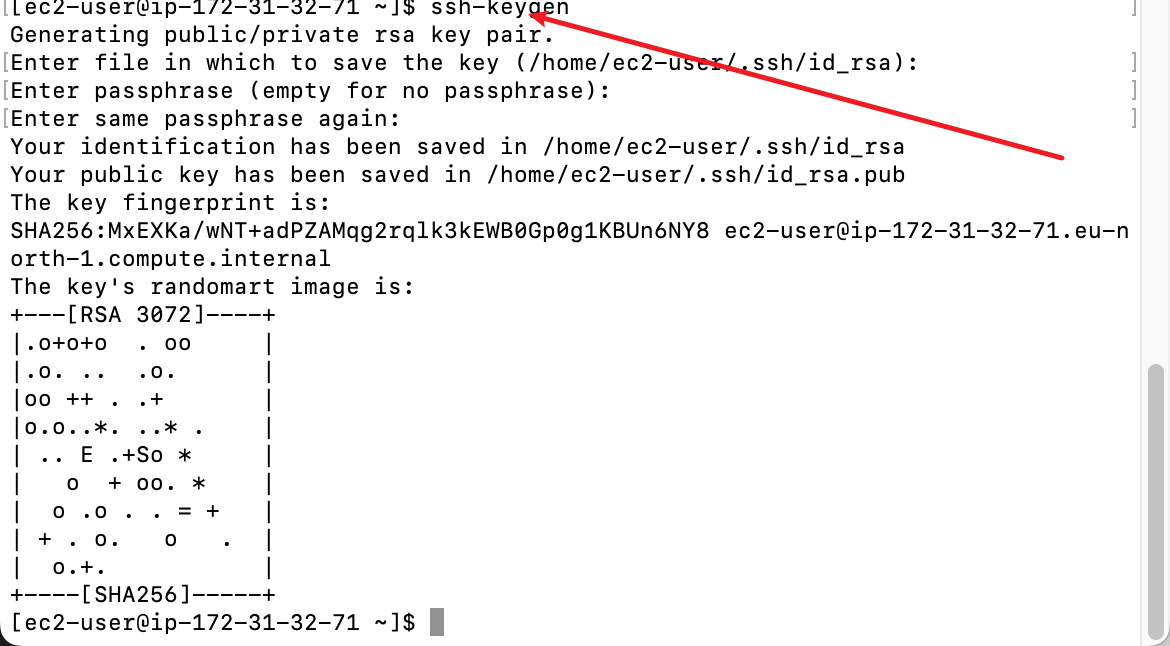 [[ec2-user@ip-172-31-32-71 ~]$ ssh-keygen ]
Generating public/private rsa key pair.
[Enter file in which to save the key (/home/ec2-user/.ssh/id_rsa): ]
[Enter passphrase (empty for no passphrase): ]
[Enter same passphrase again: ]
Your identification has been saved in /home/ec2-user/.ssh/id_rsa
Your public key has been saved in /home/ec2-user/.ssh/id_rsa.pub
The key fingerprint is:
SHA256:MxEXKa/wNT+adPZAMqg2rqlk3kEWB0Gp0g1KBUn6NY8 ec2-user@ip-172-31-32-71.eu-n
orth-1.compute.internal
The key's randomart image is:
+---[RSA 3072]----+
|.o+o+o  . oo     |
|.o. ..  .o.      |
|oo ++ . .+       |
|o.o..*. ..* .    |
| .. E .+So *     |
|   o  + oo. *    |
|  o .o . . = +   |
| + . o.   o   .  |
|  o.+.           |
+----[SHA256]-----+
[ec2-user@ip-172-31-32-71 ~]$